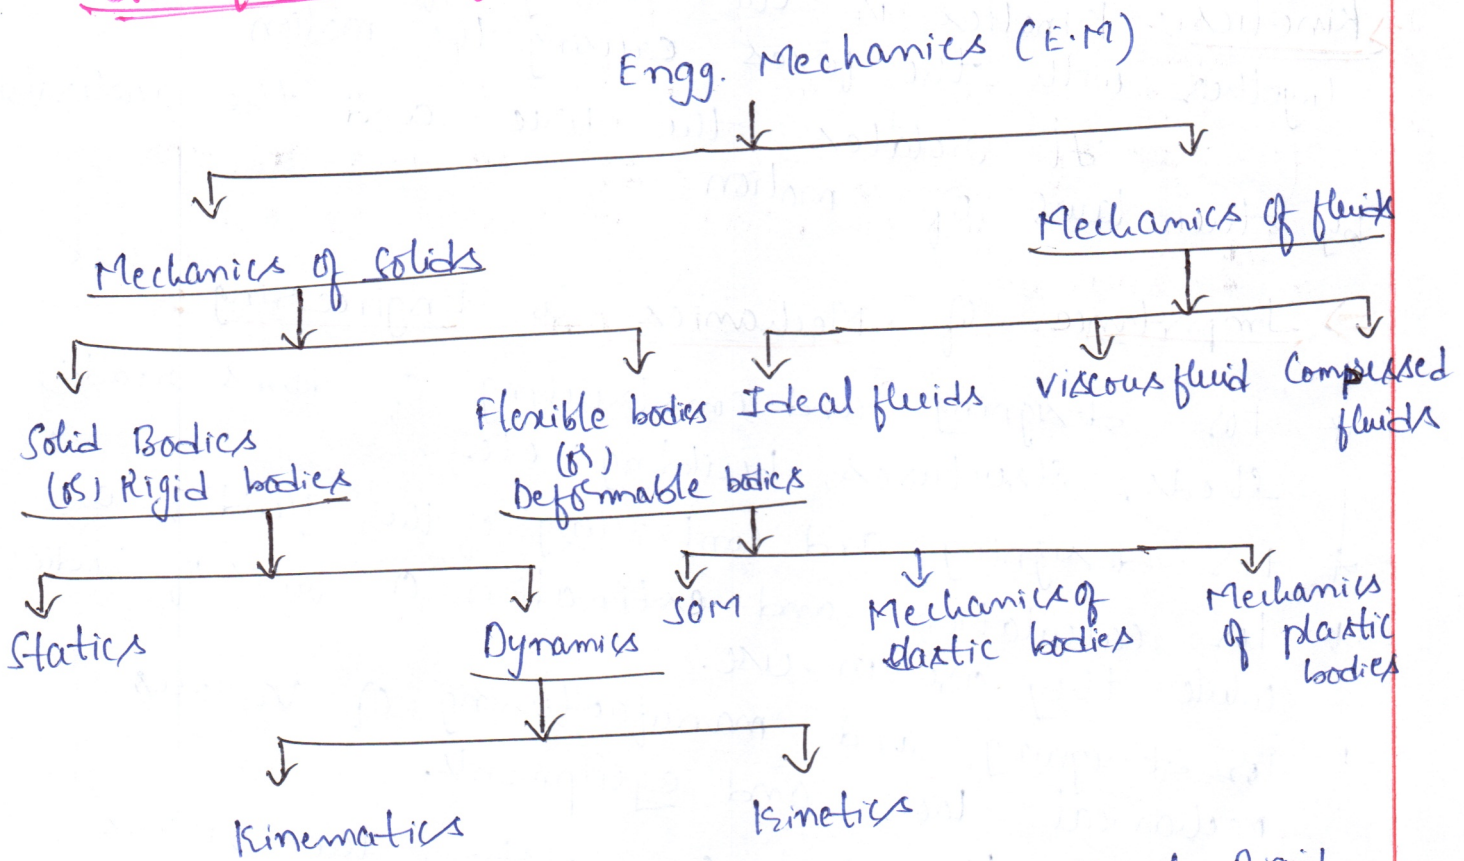 Engg. Mechanics (E.M)
Mechanics of solids
Mechanics of fluids
Solid Bodies
(or) Rigid bodies
Flexible bodies
(or)
Deformable bodies
Ideal fluids
Viscous fluid
Compressed
fluids
Statics
Dynamics
SOM
Mechanics of
elastic bodies
Mechanics
of plastic
bodies
Kinematics
Kinetics